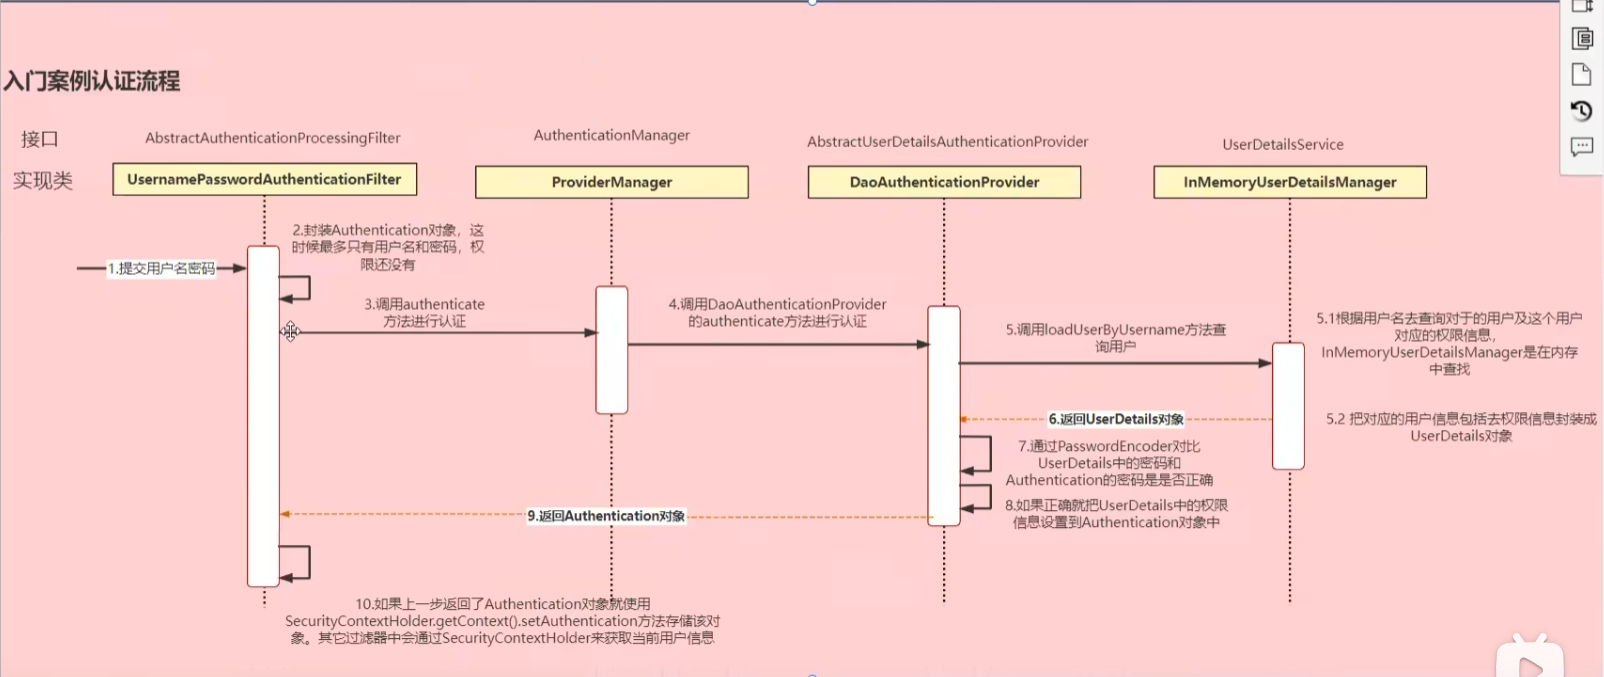 入门案例认证流程
接口
AbstractAuthenticationProcessingFilter
AuthenticationManager
AbstractUserDetailsAuthenticationProvider
UserDetailsService
实现类
UsernamePasswordAuthenticationFilter
ProviderManager
DaoAuthenticationProvider
InMemoryUserDetailsManager
1.提交用户名密码
2.封装Authentication对象，这
时候最多只有用户名和密码，权
限还没有
3.调用authenticate
方法进行认证
4.调用DaoAuthenticationProvider
的authenticate方法进行认证
5.调用loadUserByUsername方法查
询用户
5.1根据用户名去查询对于的用户及这个用户
对应的权限信息，
InMemoryUserDetailsManager是在内存
中查找
5.2 把对应的用户信息包括去权限信息封装成
UserDetails对象
6.返回UserDetails对象
7.通过PasswordEncoder对比
UserDetails中的密码和
Authentication的密码是是否正确
8.如果正确就把UserDetails中的权限
信息设置到Authentication对象中
9.返回Authentication对象
10.如果上一步返回了Authentication对象就使用
SecurityContextHolder.getContext().setAuthentication方法存储该对
象。其它过滤器中会通过SecurityContextHolder来获取当前用户信息